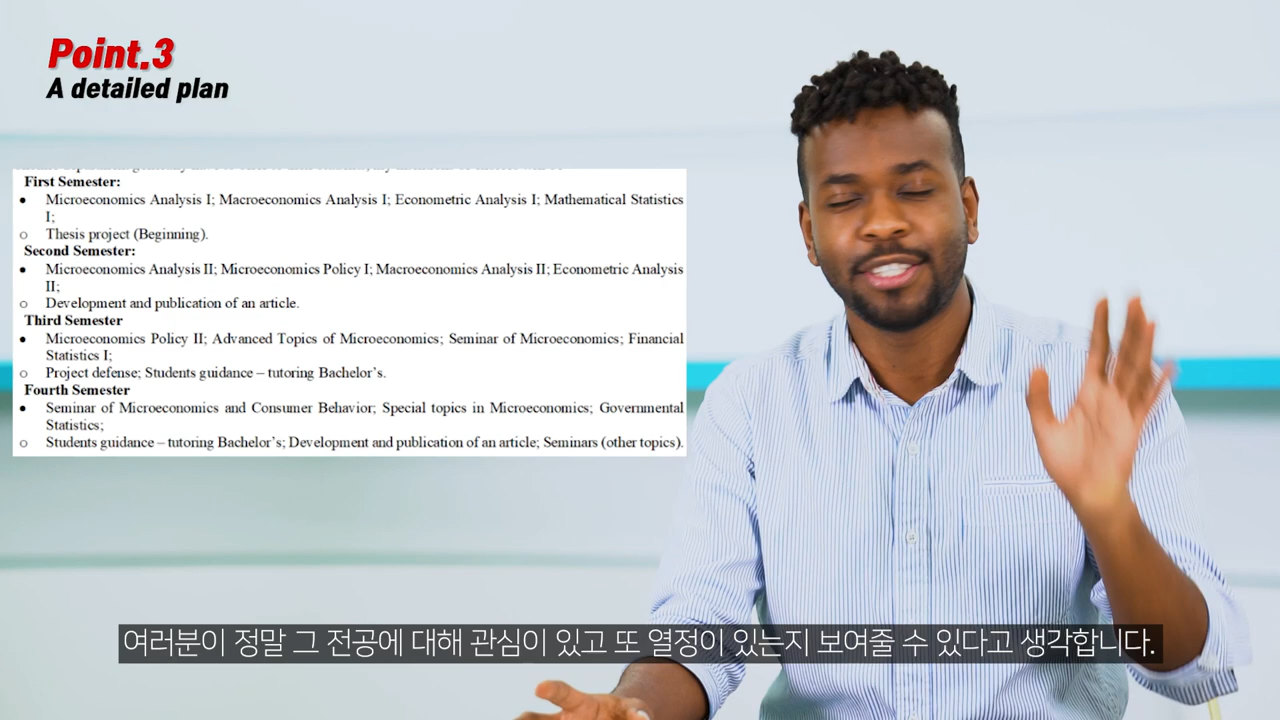 Point.3
A detailed plan
First Semester:
• Microeconomics Analysis I; Macroeconomics Analysis I; Econometric Analysis I; Mathematical Statistics
I;
o Thesis project (Beginning).
Second Semester:
• Microeconomics Analysis II; Microeconomics Policy I; Macroeconomics Analysis II; Econometric Analysis
II;
o Development and publication of an article.
Third Semester
• Microeconomics Policy II; Advanced Topics of Microeconomics; Seminar of Microeconomics; Financial
Statistics I;
o Project defense; Students guidance – tutoring Bachelor's.
Fourth Semester
• Seminar of Microeconomics and Consumer Behavior; Special topics in Microeconomics; Governmental
Statistics;
o Students guidance – tutoring Bachelor's; Development and publication of an article; Seminars (other topics).
여러분이 정말 그 전공에 대해 관심이 있고 또 열정이 있는지 보여줄 수 있다고 생각합니다.